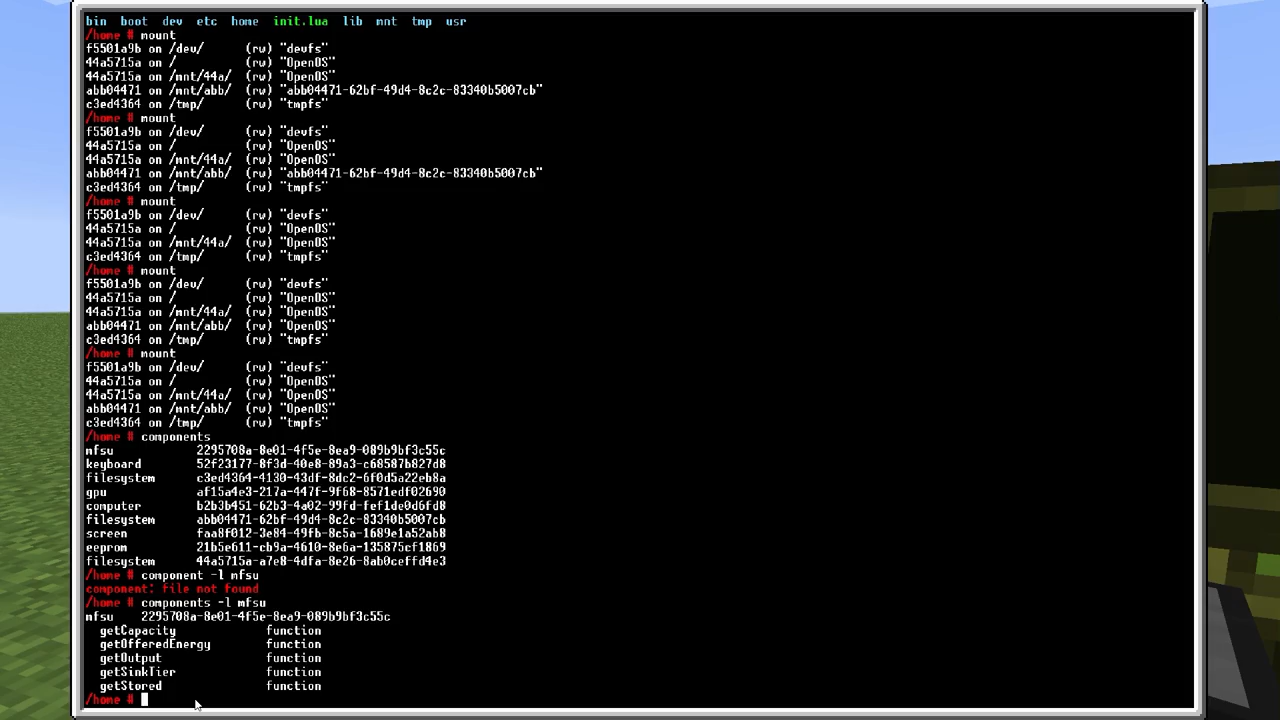 bin  boot  dev  etc  home  init.lua  lib  mnt  tmp  usr
/home # mount
f5501a9b on /dev/      (rw) "devfs"
44a5715a on /          (rw) "OpenOS"
44a5715a on /mnt/44a/  (rw) "OpenOS"
abb04471 on /mnt/abb/  (rw) "abb04471-62bf-49d4-8c2c-83340b5007cb"
c3ed4364 on /tmp/      (rw) "tmpfs"
/home # mount
f5501a9b on /dev/      (rw) "devfs"
44a5715a on /          (rw) "OpenOS"
44a5715a on /mnt/44a/  (rw) "OpenOS"
abb04471 on /mnt/abb/  (rw) "abb04471-62bf-49d4-8c2c-83340b5007cb"
c3ed4364 on /tmp/      (rw) "tmpfs"
/home # mount
f5501a9b on /dev/      (rw) "devfs"
44a5715a on /          (rw) "OpenOS"
44a5715a on /mnt/44a/  (rw) "OpenOS"
c3ed4364 on /tmp/      (rw) "tmpfs"
/home # mount
f5501a9b on /dev/      (rw) "devfs"
44a5715a on /          (rw) "OpenOS"
44a5715a on /mnt/44a/  (rw) "OpenOS"
abb04471 on /mnt/abb/  (rw) "OpenOS"
c3ed4364 on /tmp/      (rw) "tmpfs"
/home # mount
f5501a9b on /dev/      (rw) "devfs"
44a5715a on /          (rw) "OpenOS"
44a5715a on /mnt/44a/  (rw) "OpenOS"
abb04471 on /mnt/abb/  (rw) "OpenOS"
c3ed4364 on /tmp/      (rw) "tmpfs"
/home # components
mfsu            2295708a-8e01-4f5e-8ea9-089b9bf3c55c
keyboard        52f23177-8f3d-40e8-89a3-c68587b827d8
filesystem      c3ed4364-4130-43df-8dc2-6f0d5a22eb8a
gpu             af15a4e3-217a-447f-9f68-8571edf02690
computer        b2b3b451-62b3-4a02-99fd-fef1de0d6fd8
filesystem      abb04471-62bf-49d4-8c2c-83340b5007cb
screen          faa8f012-3e84-49fb-8c5a-1689e1a52ab8
eeprom          21b5e611-cb9a-4610-8e6a-135875cf1869
filesystem      44a5715a-a7e8-4dfa-8e26-8ab0ceffd4e3
/home # component -l mfsu
component: file not found
/home # components -l mfsu
mfsu    2295708a-8e01-4f5e-8ea9-089b9bf3c55c
  getCapacity             function
  getOfferedEnergy        function
  getOutput               function
  getSinkTier             function
  getStored               function
/home #